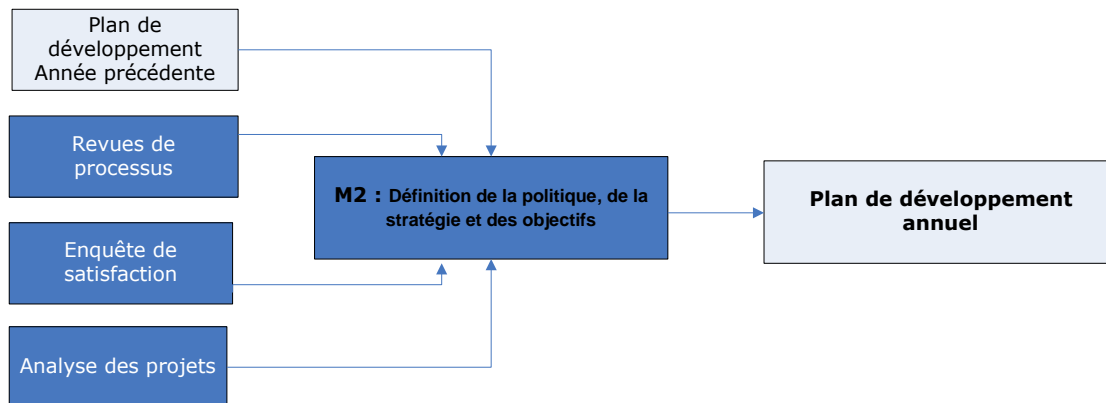 Plan de
développement
Année précédente
Revues de
processus
Enquête de
satisfaction
Analyse des projets
M2 : Définition de la politique, de la
stratégie et des objectifs
Plan de développement
annuel